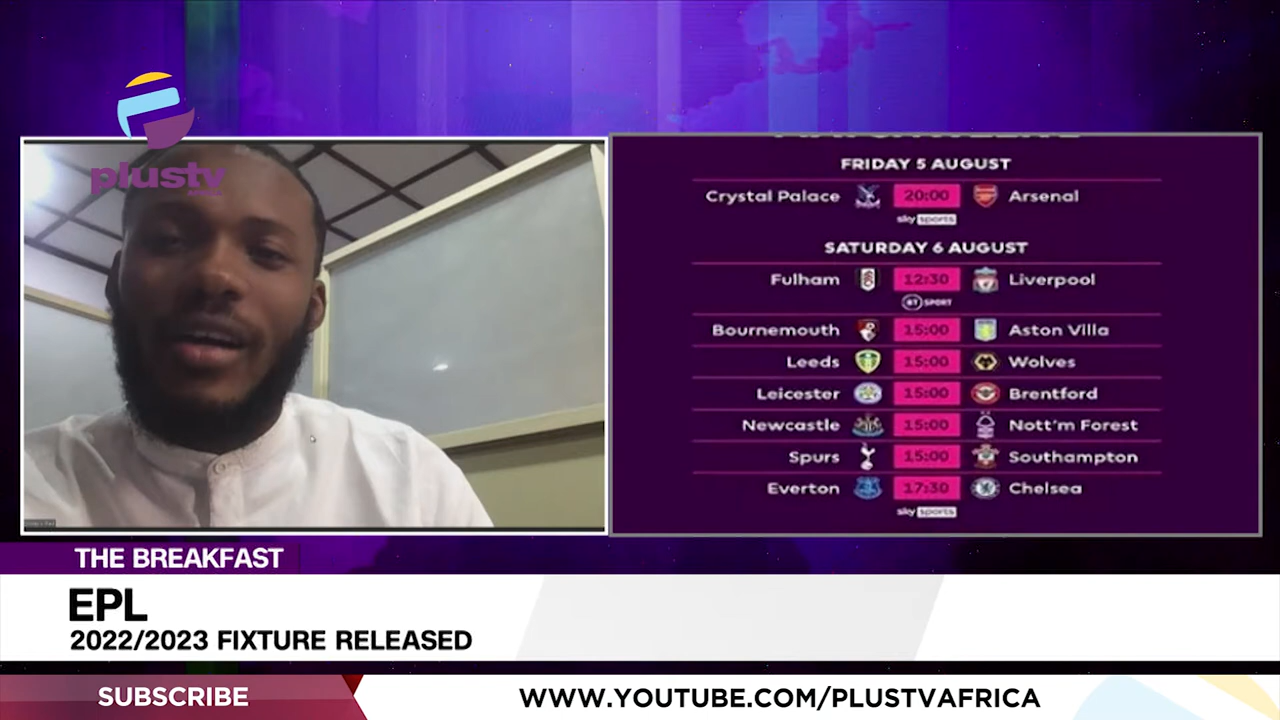 plustv
FRIDAY 5 AUGUST
Crystal Palace 20:00 Arsenal
sky sports
SATURDAY 6 AUGUST
Fulham 12:30 Liverpool
BT SPORT
Bournemouth 15:00 Aston Villa
Leeds 15:00 Wolves
Leicester 15:00 Brentford
Newcastle 15:00 Nott'm Forest
Spurs 15:00 Southampton
Everton 17:30 Chelsea
sky sports
THE BREAKFAST
EPL
2022/2023 FIXTURE RELEASED
SUBSCRIBE
WWW.YOUTUBE.COM/PLUSTVAFRICA